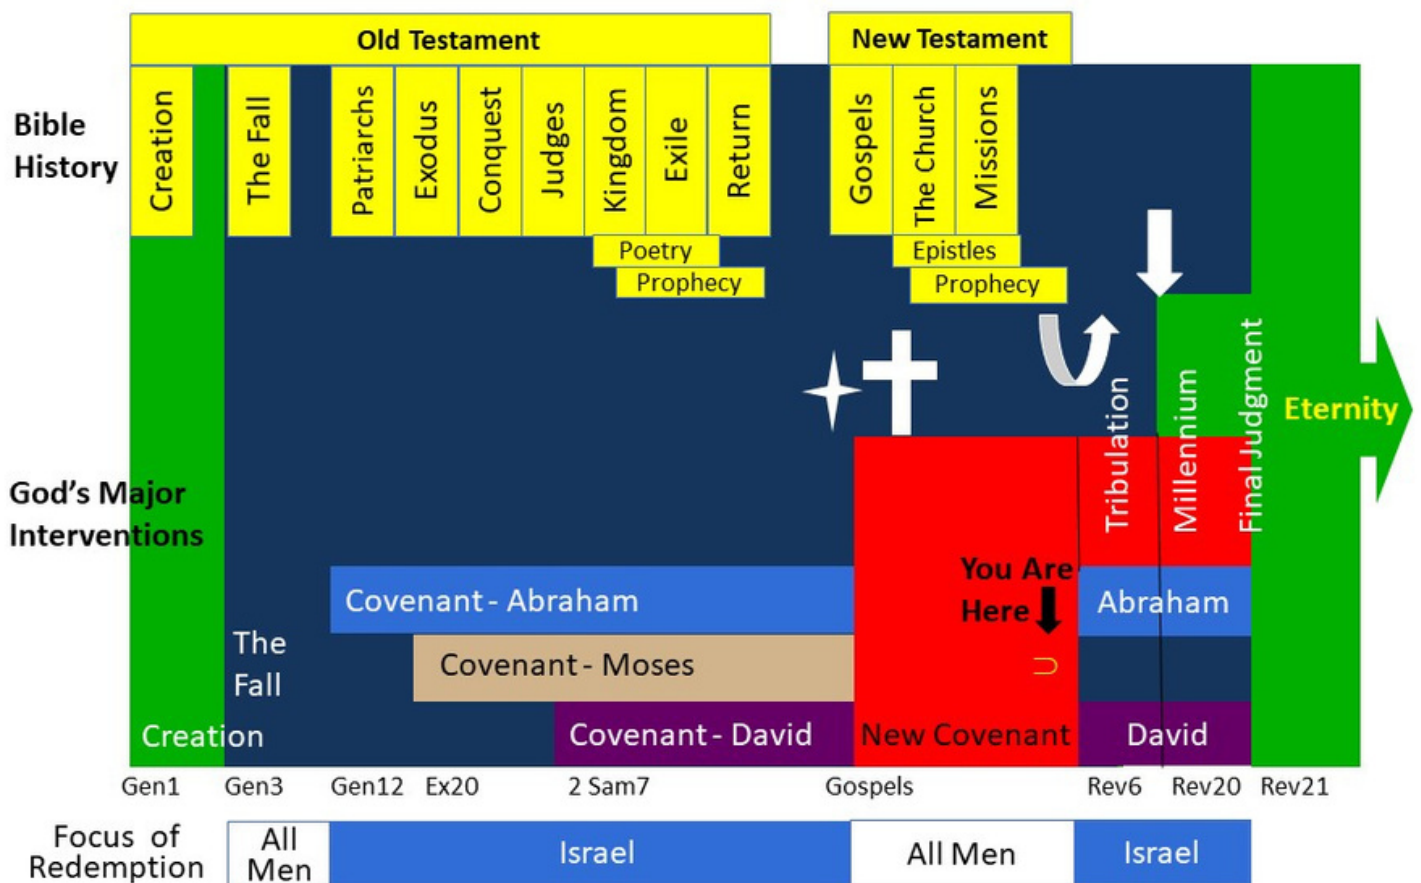 Old Testament
New Testament
Bible
History
Creation
The Fall
Patriarchs
Exodus
Conquest
Judges
Kingdom
Exile
Return
Gospels
The Church
Missions
Poetry
Prophecy
Epistles
Prophecy
Tribulation
Millennium
Final Judgment
Eternity
God's Major
Interventions
You Are
Here
Covenant - Abraham
Abraham
The
Fall
Covenant - Moses
Creation
Covenant - David
New Covenant
David
Gen1
Gen3
Gen12
Ex20
2 Sam7
Gospels
Rev6
Rev20
Rev21
Focus of
Redemption
All
Men
Israel
All Men
Israel